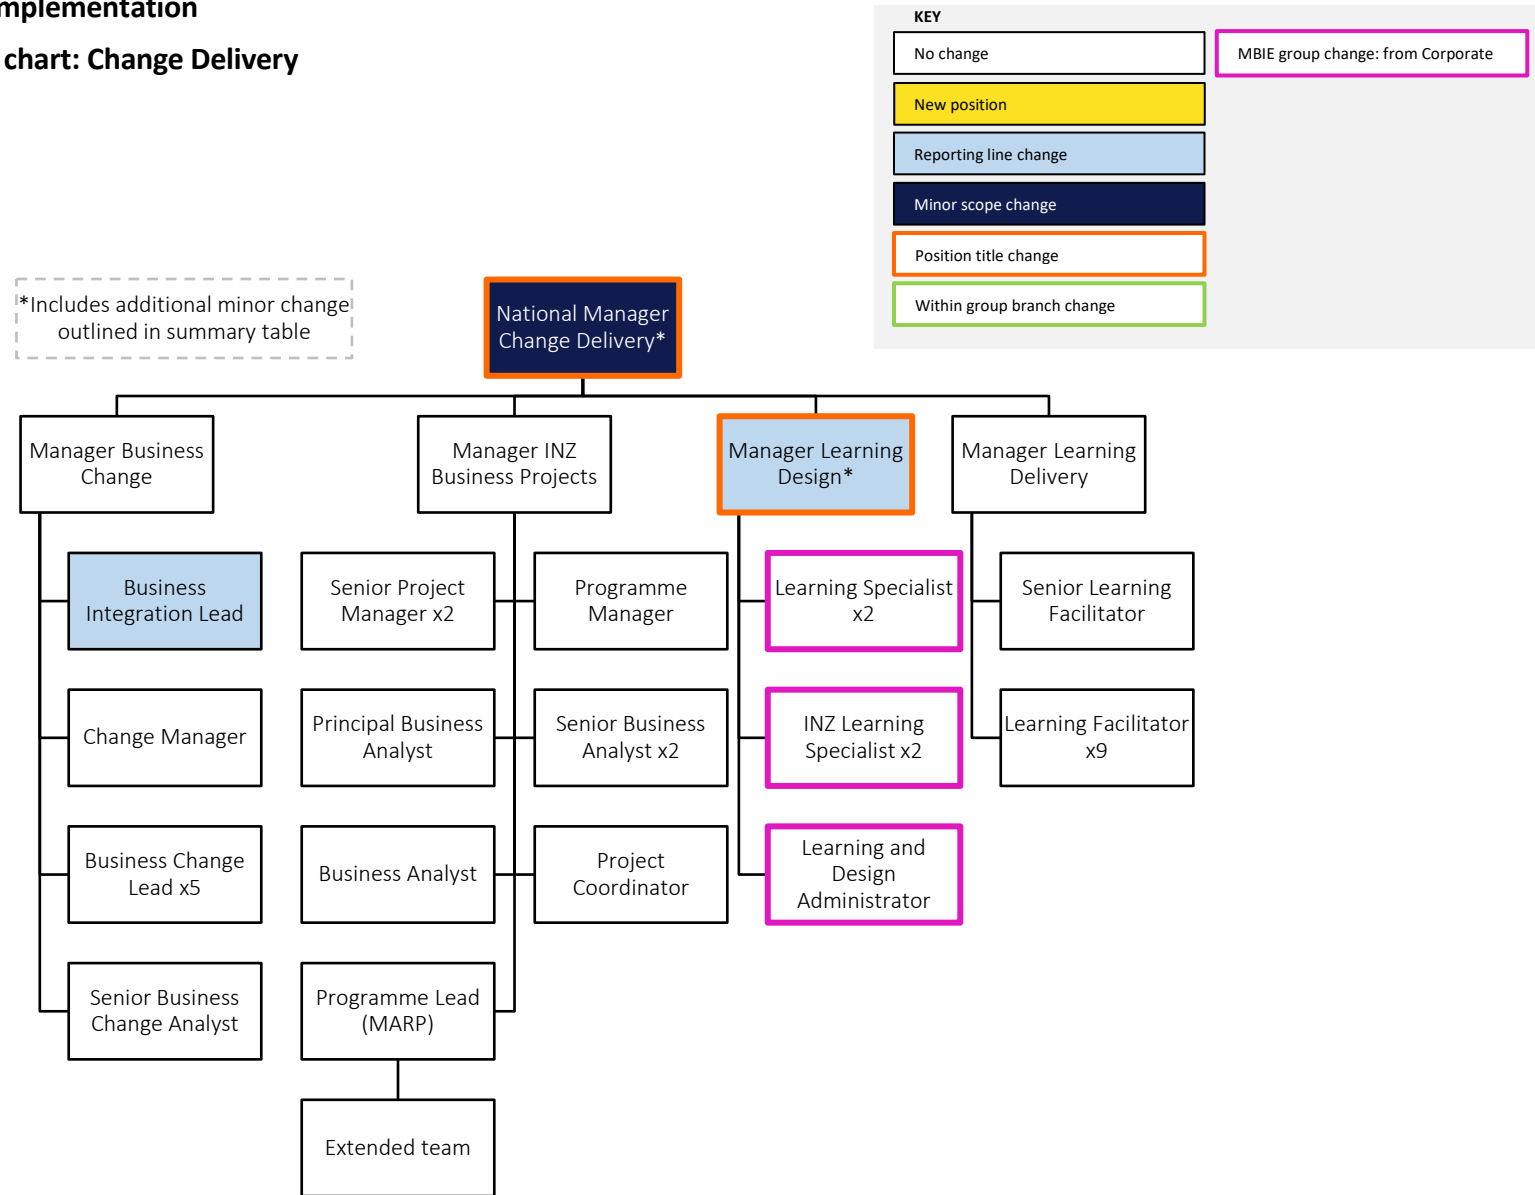 mplementation
chart: Change Delivery
KEY
No change
MBIE group change: from Corporate
New position
Reporting line change
Minor scope change
Position title change
Within group branch change
*Includes additional minor change
outlined in summary table
National Manager
Change Delivery*
Manager Business
Change
Manager INZ
Business Projects
Manager Learning
Design*
Manager Learning
Delivery
Business
Integration Lead
Senior Project
Manager x2
Programme
Manager
Learning Specialist
x2
Senior Learning
Facilitator
Change Manager
Principal Business
Analyst
Senior Business
Analyst x2
INZ Learning
Specialist x2
Learning Facilitator
x9
Business Change
Lead x5
Business Analyst
Project
Coordinator
Learning and
Design
Administrator
Senior Business
Change Analyst
Programme Lead
(MARP)
Extended team